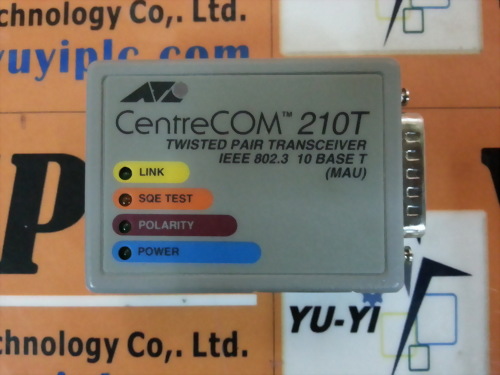 chnology Co,. Ltd.
yuyiplc.com
CentreCOM™ 210T
TWISTED PAIR TRANSCEIVER
IEEE 802.3 10 BASE T
(MAU)
LINK
SQE TEST
POLARITY
POWER
P
YU-YI
chnology Co,. Ltd.